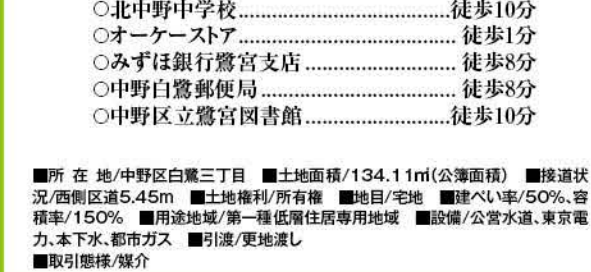 ○北中野中学校......................................徒歩10分
○オーケーストア....................................... 徒歩1分
○みずほ銀行鷺宮支店........................... 徒歩8分
○中野白鷺郵便局................................... 徒歩8分
○中野区立鷺宮図書館..........................徒歩10分
■所 在 地/中野区白鷺三丁目 ■土地面積/134.11㎡(公簿面積) ■接道状
況/西側区道5.45m ■土地権利/所有権 ■地目/宅地 ■建ぺい率/50%、容
積率/150% ■用途地域/第一種低層住居専用地域 ■設備/公営水道、東京電
力、本下水、都市ガス ■引渡/更地渡し
■取引態様/媒介